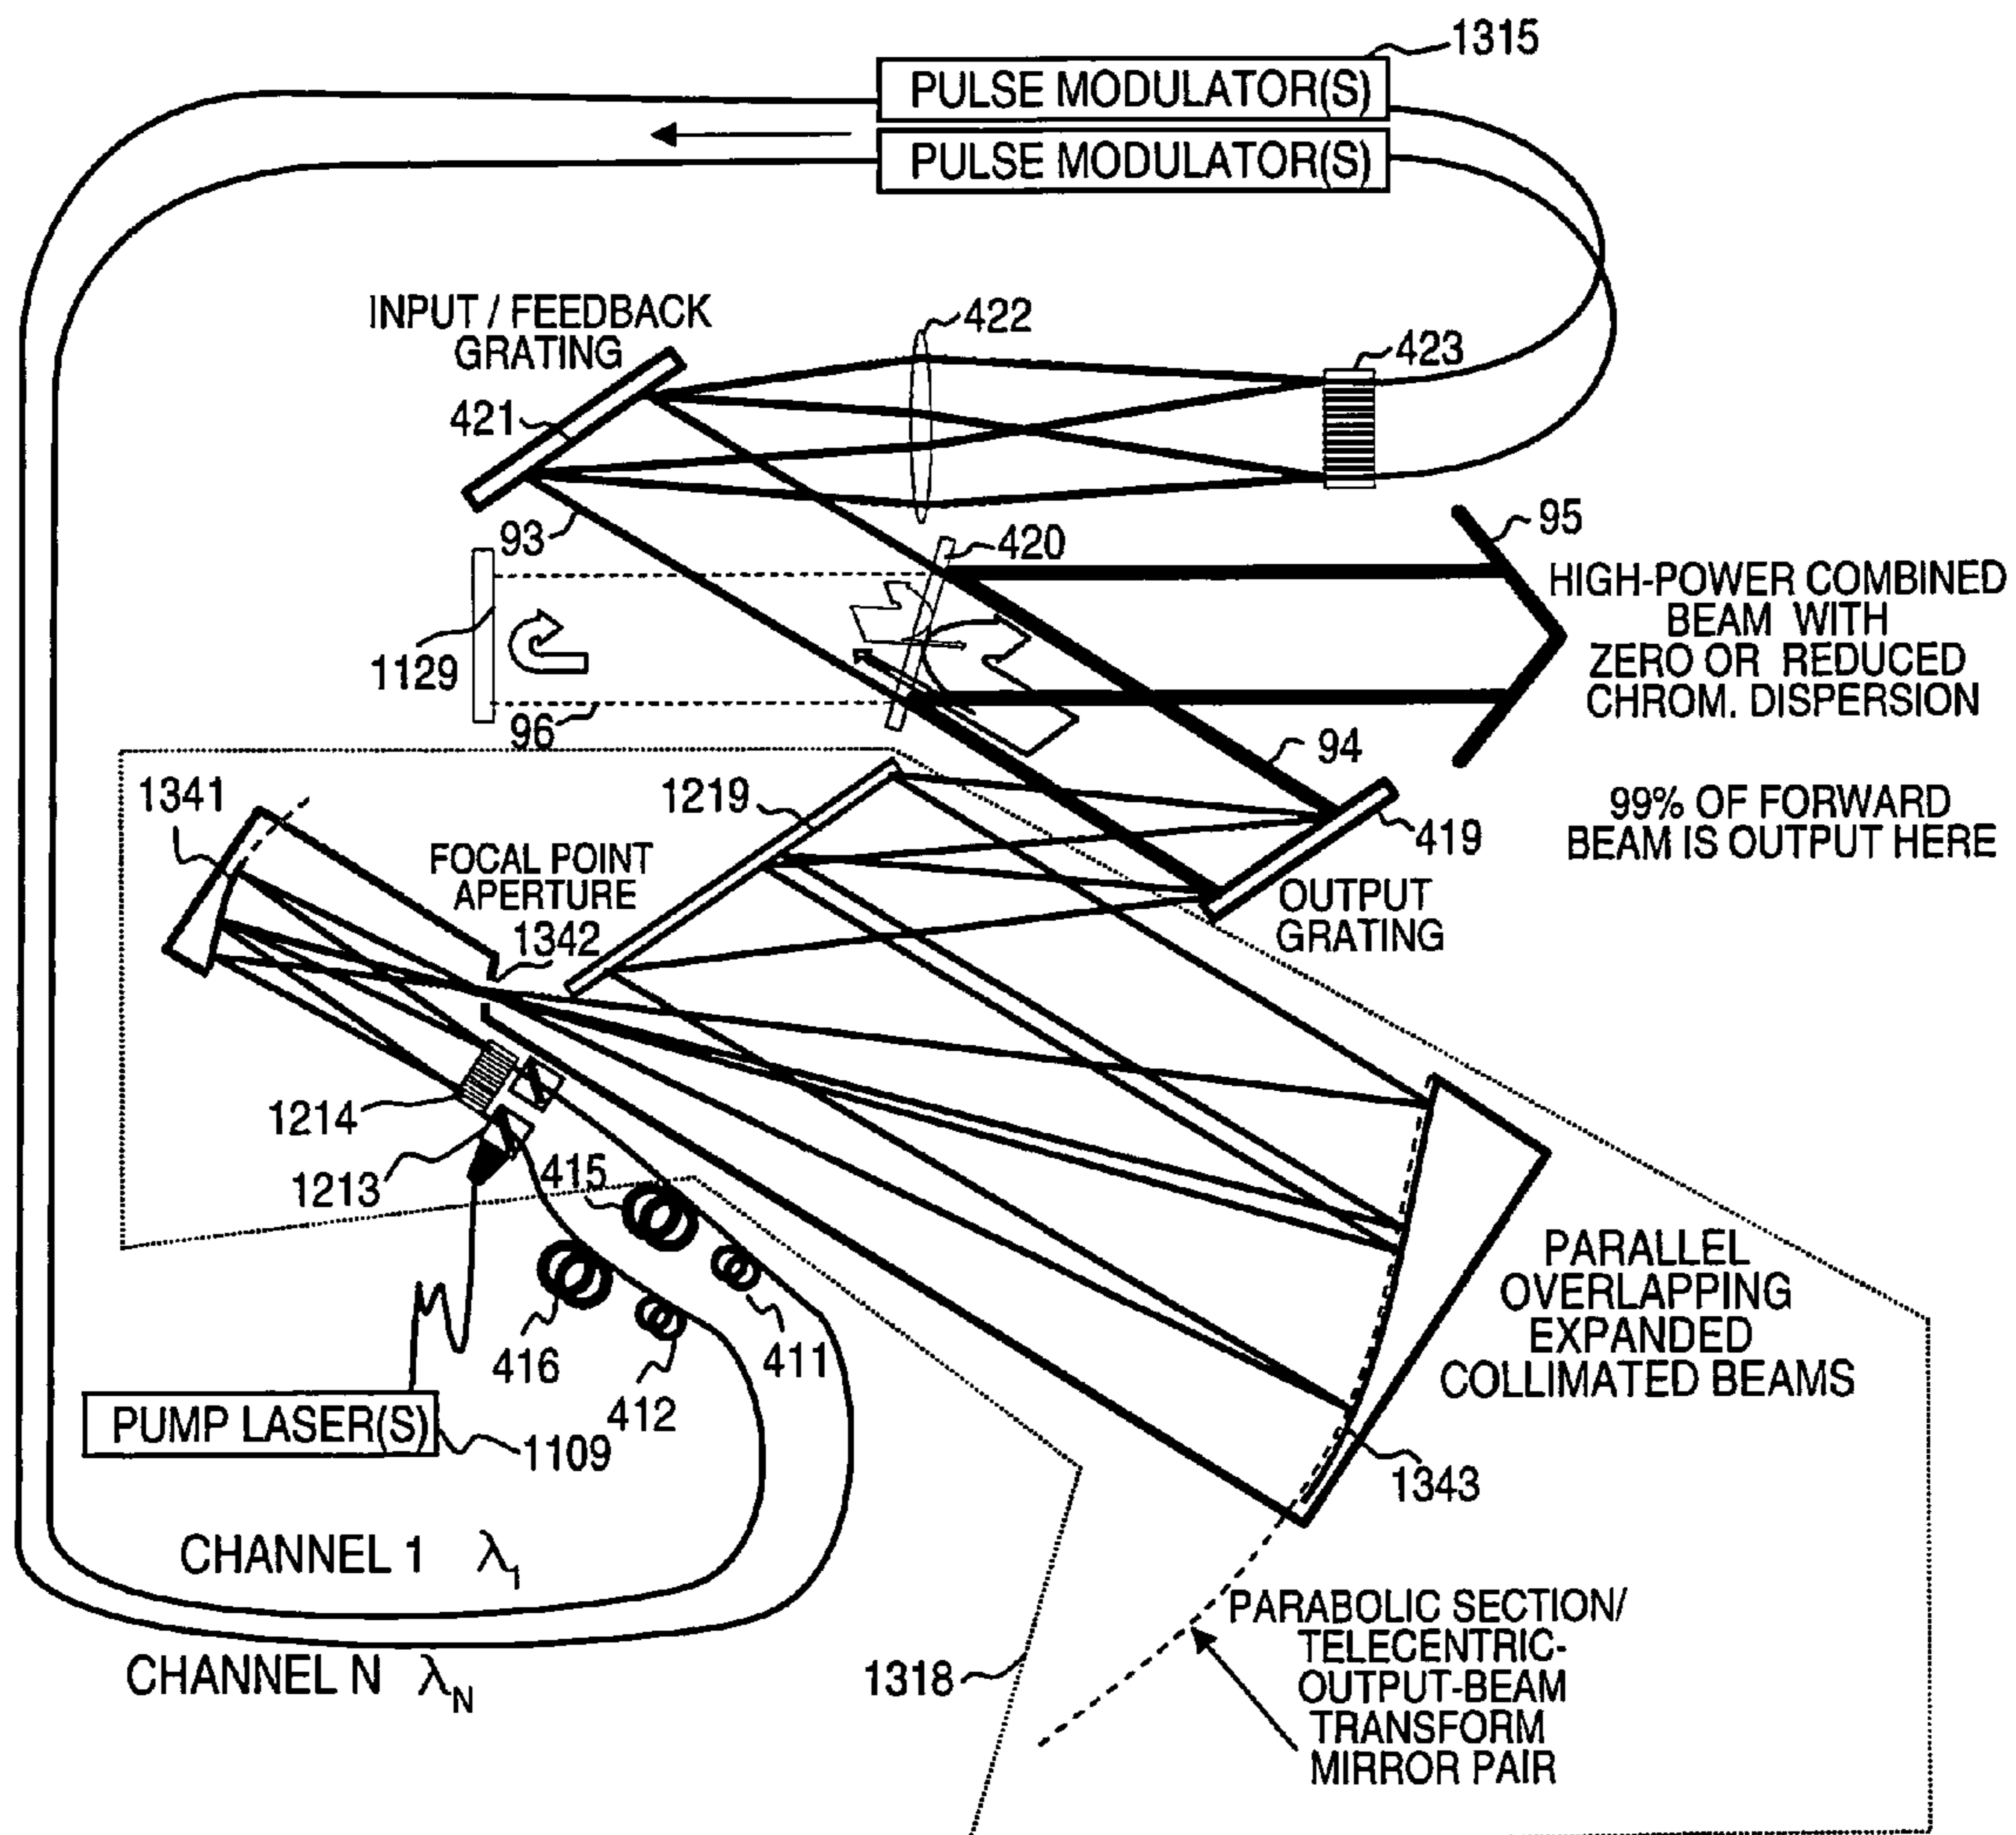 1315
PULSE MODULATOR(S)
PULSE MODULATOR(S)
INPUT / FEEDBACK
GRATING
422
423
421
93
420
95
HIGH-POWER COMBINED
BEAM WITH
ZERO OR REDUCED
CHROM. DISPERSION
1129
96
94
1341
1219
99% OF FORWARD
BEAM IS OUTPUT HERE
419
FOCAL POINT
APERTURE
1342
OUTPUT
GRATING
1214
1213
415
416
412
411
PARALLEL
OVERLAPPING
EXPANDED
COLLIMATED BEAMS
PUMP LASER(S)
1109
1343
CHANNEL 1 λ1
CHANNEL N λN
1318
PARABOLIC SECTION/
TELECENTRIC-
OUTPUT-BEAM
TRANSFORM
MIRROR PAIR